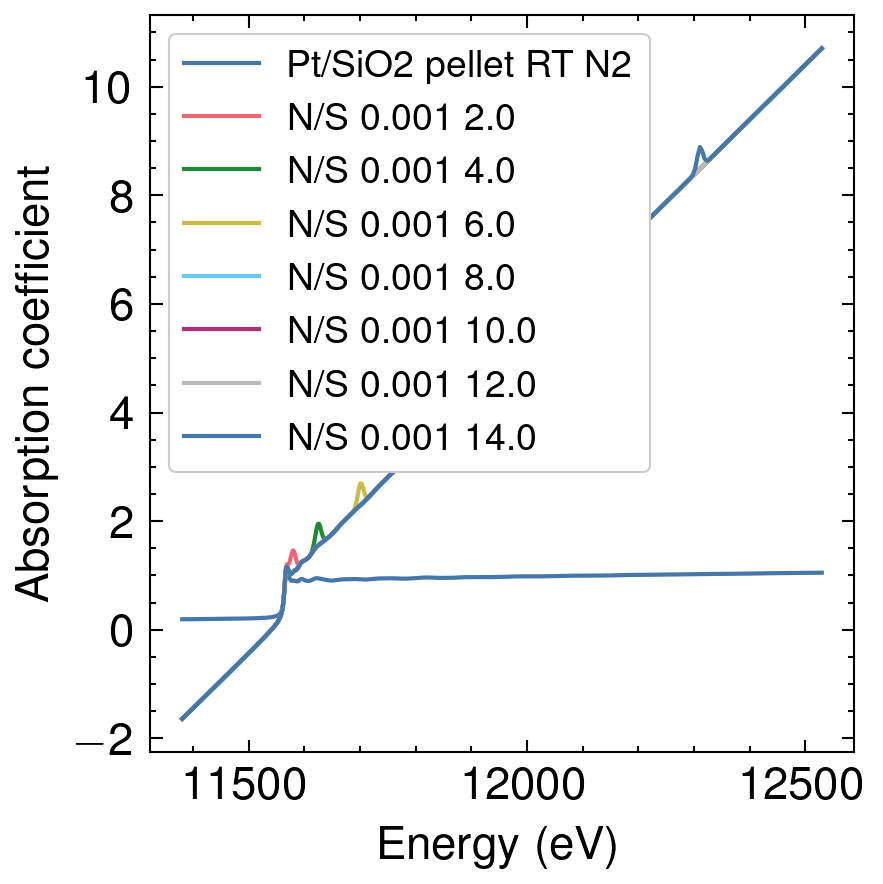 Absorption coefficient
10
8
6
4
2
0
−2
Pt/SiO2 pellet RT N2
N/S 0.001 2.0
N/S 0.001 4.0
N/S 0.001 6.0
N/S 0.001 8.0
N/S 0.001 10.0
N/S 0.001 12.0
N/S 0.001 14.0
11500 12000 12500
Energy (eV)